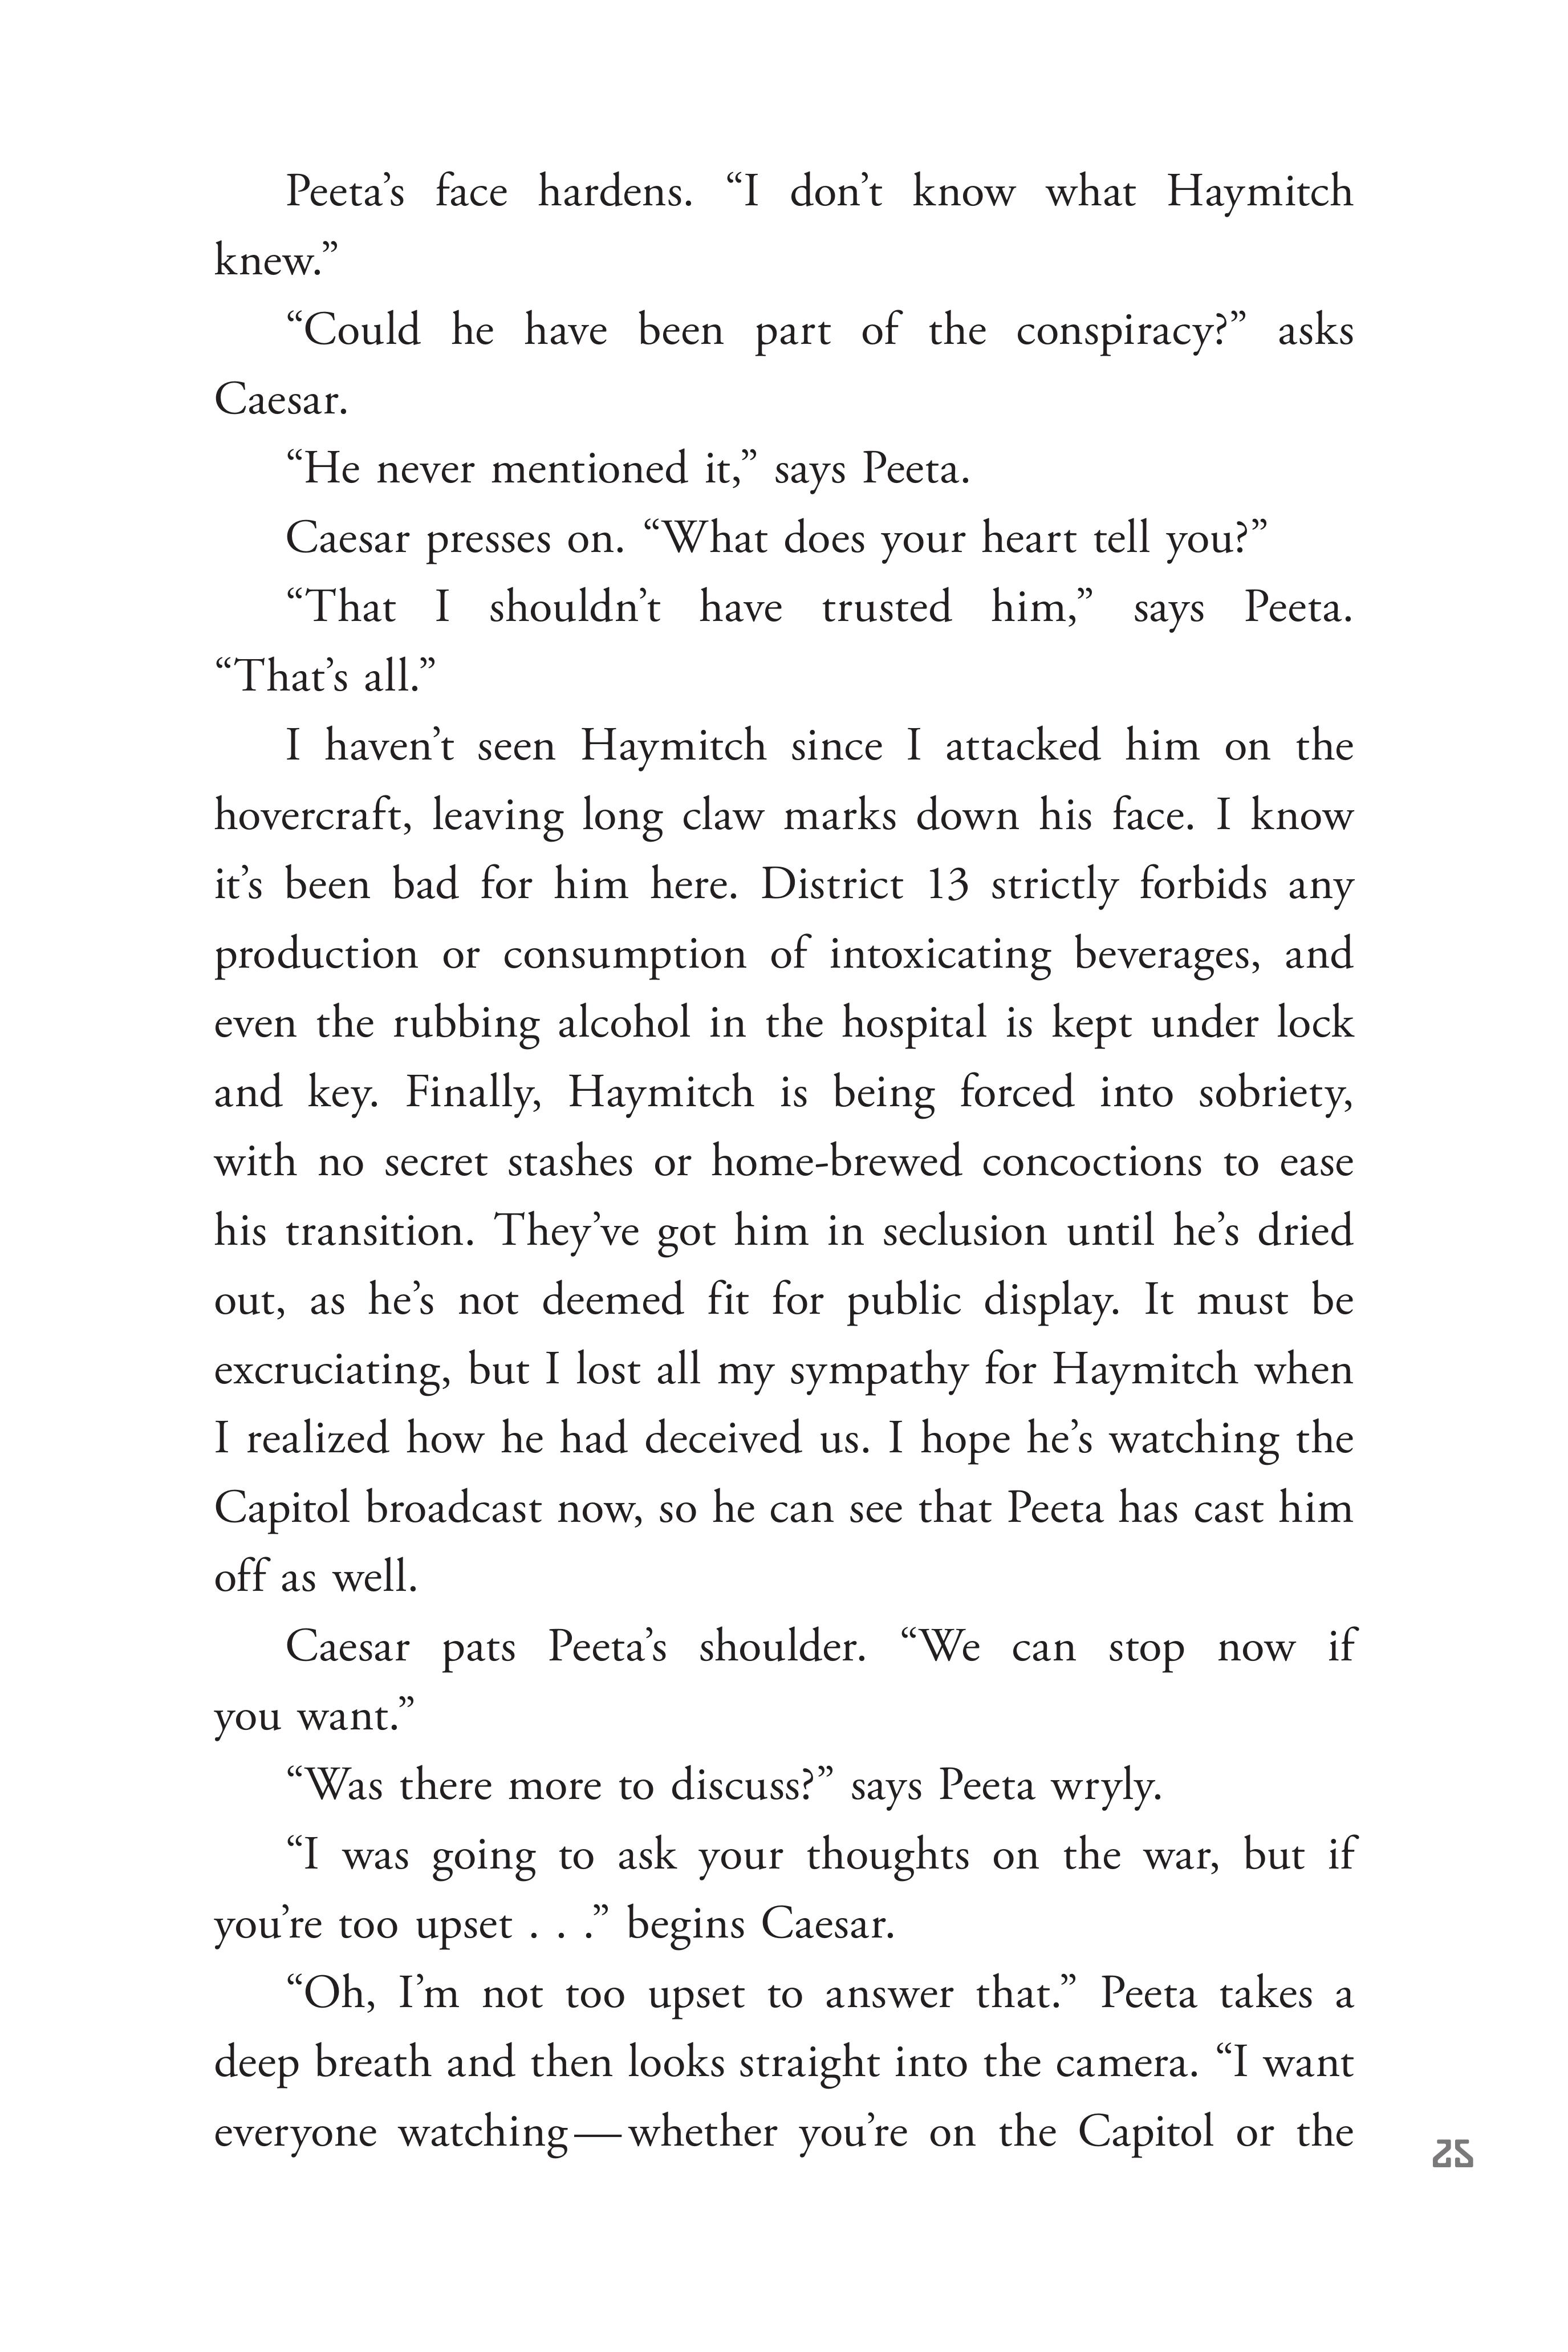 Peeta’s face hardens. “I don’t know what Haymitch
knew.”
“Could he have been part of the conspiracy?” asks
Caesar.
“He never mentioned it,” says Peeta.
Caesar presses on. “What does your heart tell you?”
“That I shouldn’t have trusted him,” says Peeta.
“That’s all.”
I haven’t seen Haymitch since I attacked him on the
hovercraft, leaving long claw marks down his face. I know
it’s been bad for him here. District 13 strictly forbids any
production or consumption of intoxicating beverages, and
even the rubbing alcohol in the hospital is kept under lock
and key. Finally, Haymitch is being forced into sobriety,
with no secret stashes or home-brewed concoctions to ease
his transition. They’ve got him in seclusion until he’s dried
out, as he’s not deemed fit for public display. It must be
excruciating, but I lost all my sympathy for Haymitch when
I realized how he had deceived us. I hope he’s watching the
Capitol broadcast now, so he can see that Peeta has cast him
off as well.
Caesar pats Peeta’s shoulder. “We can stop now if
you want.”
“Was there more to discuss?” says Peeta wryly.
“I was going to ask your thoughts on the war, but if
you’re too upset . . .” begins Caesar.
“Oh, I’m not too upset to answer that.” Peeta takes a
deep breath and then looks straight into the camera. “I want
everyone watching — whether you’re on the Capitol or the
25